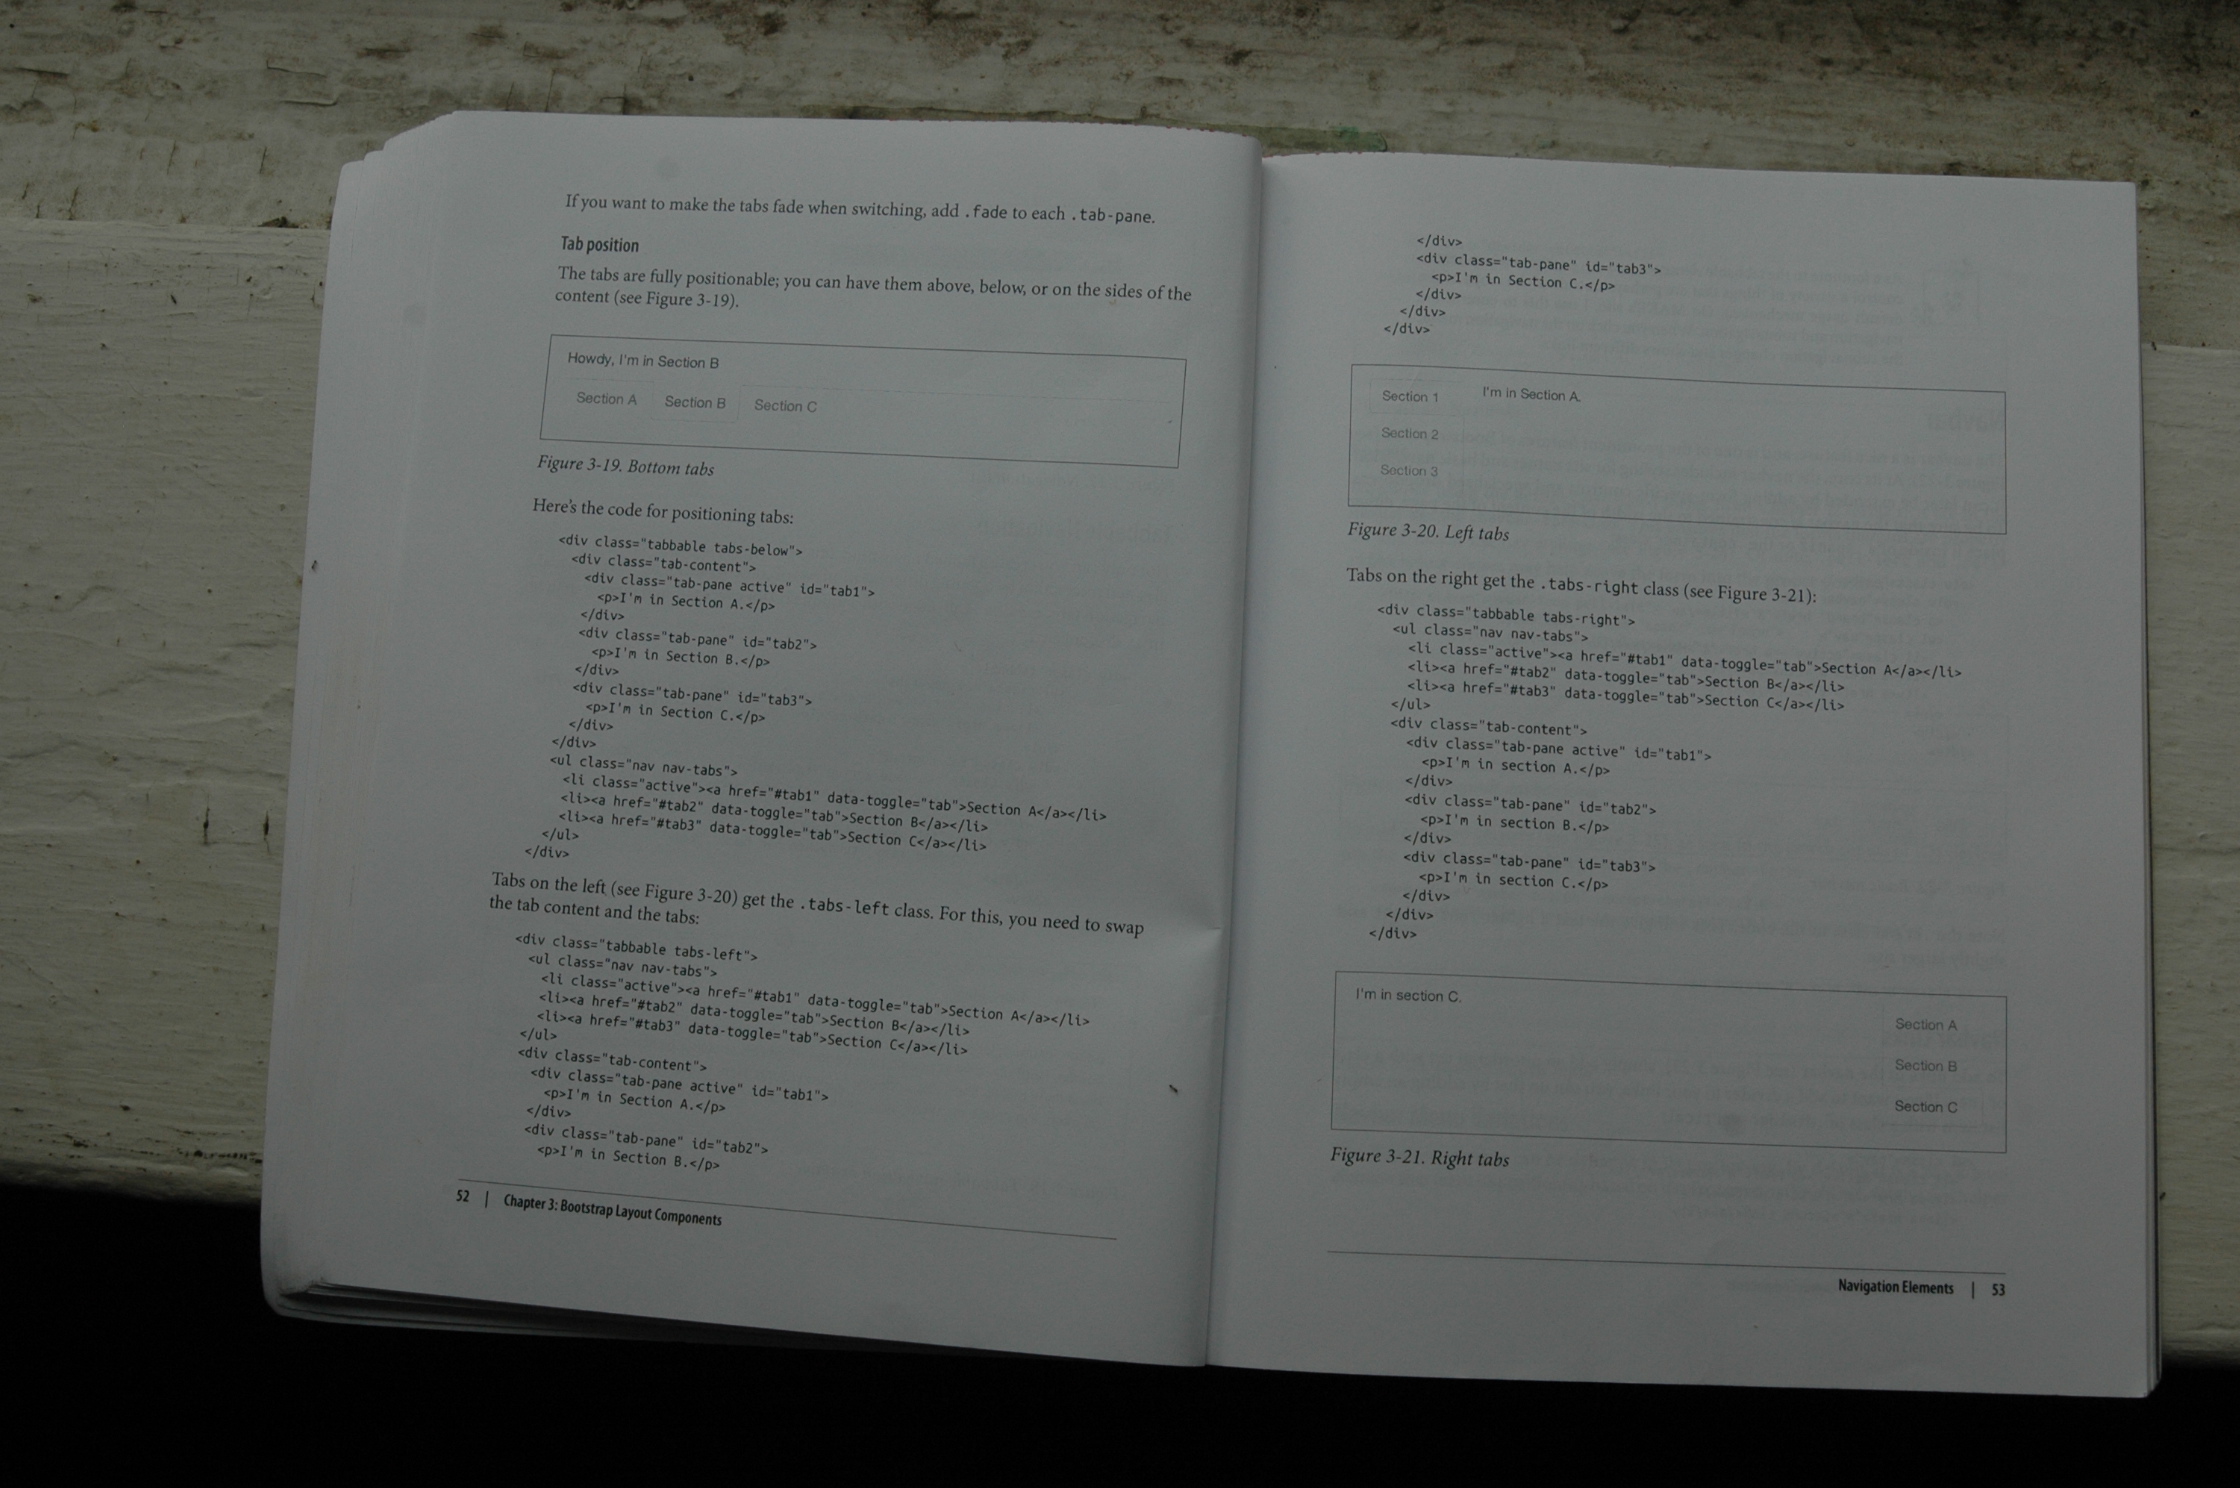 If you want to make the tabs fade when switching, add .fade to each .tab-pane.
Tab position
The tabs are fully positionable; you can have them above, below, or on the sides of the
content (see Figure 3-19).
Howdy, I'm in Section B
Section A Section B Section C
Figure 3-19. Bottom tabs
Here's the code for positioning tabs:
<div class="tabbable tabs-below">
<div class="tab-content">
<div class="tab-pane active" id="tab1">
<p>I'm in Section A.</p>
</div>
<div class="tab-pane" id="tab2">
<p>I'm in Section B.</p>
</div>
<div class="tab-pane" id="tab3">
<p>I'm in Section C.</p>
</div>
</div>
<ul class="nav nav-tabs">
<li class="active"><a href="#tab1" data-toggle="tab">Section A</a></li>
<li><a href="#tab2" data-toggle="tab">Section B</a></li>
<li><a href="#tab3" data-toggle="tab">Section C</a></li>
</ul>
</div>
Tabs on the left (see Figure 3-20) get the .tabs-left class. For this, you need to swap
the tab content and the tabs:
<div class="tabbable tabs-left">
<ul class="nav nav-tabs">
<li class="active"><a href="#tab1" data-toggle="tab">Section A</a></li>
<li><a href="#tab2" data-toggle="tab">Section B</a></li>
<li><a href="#tab3" data-toggle="tab">Section C</a></li>
</ul>
<div class="tab-content">
<div class="tab-pane active" id="tab1">
<p>I'm in Section A.</p>
</div>
<div class="tab-pane" id="tab2">
<p>I'm in Section B.</p>
52 | Chapter 3: Bootstrap Layout Components
</div>
<div class="tab-pane" id="tab3">
<p>I'm in Section C.</p>
</div>
</div>
</div>
Section 1 I'm in Section A.
Section 2
Section 3
Figure 3-20. Left tabs
Tabs on the right get the .tabs-right class (see Figure 3-21):
<div class="tabbable tabs-right">
<ul class="nav nav-tabs">
<li class="active"><a href="#tab1" data-toggle="tab">Section A</a></li>
<li><a href="#tab2" data-toggle="tab">Section B</a></li>
<li><a href="#tab3" data-toggle="tab">Section C</a></li>
</ul>
<div class="tab-content">
<div class="tab-pane active" id="tab1">
<p>I'm in section A.</p>
</div>
<div class="tab-pane" id="tab2">
<p>I'm in section B.</p>
</div>
<div class="tab-pane" id="tab3">
<p>I'm in section C.</p>
</div>
</div>
</div>
I'm in section C.
Section A
Section B
Section C
Figure 3-21. Right tabs
Navigation Elements | 53